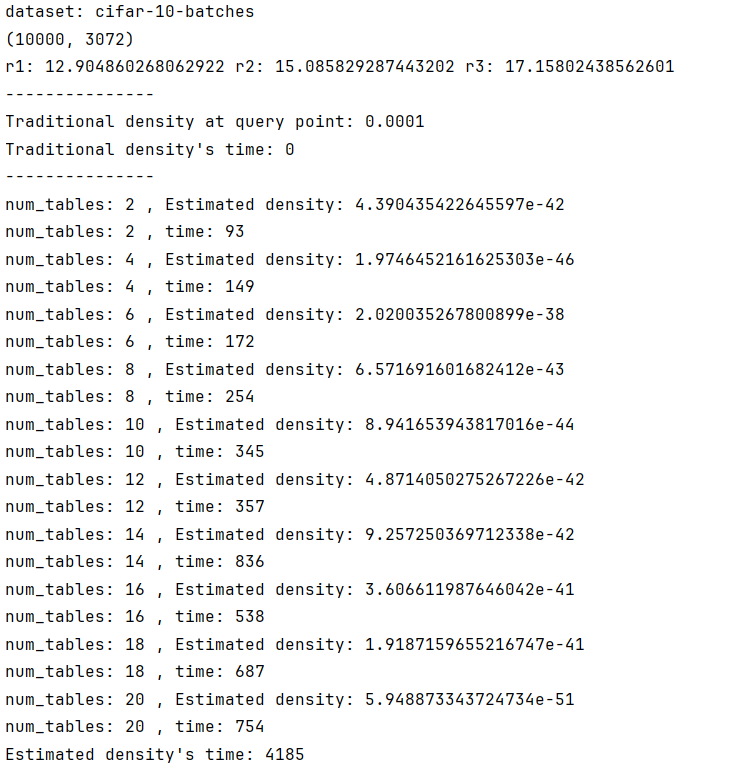 dataset: cifar-10-batches
(10000, 3072)
r1: 12.904860268062922 r2: 15.085829287443202 r3: 17.15802438562601
---------------
Traditional density at query point: 0.0001
Traditional density's time: 0
---------------
num_tables: 2 , Estimated density: 4.390435422645597e-42
num_tables: 2 , time: 93
num_tables: 4 , Estimated density: 1.9746452161625303e-46
num_tables: 4 , time: 149
num_tables: 6 , Estimated density: 2.020035267800899e-38
num_tables: 6 , time: 172
num_tables: 8 , Estimated density: 6.571691601682412e-43
num_tables: 8 , time: 254
num_tables: 10 , Estimated density: 8.941653943817016e-44
num_tables: 10 , time: 345
num_tables: 12 , Estimated density: 4.8714050275267226e-42
num_tables: 12 , time: 357
num_tables: 14 , Estimated density: 9.257250369712338e-42
num_tables: 14 , time: 836
num_tables: 16 , Estimated density: 3.606611987646042e-41
num_tables: 16 , time: 538
num_tables: 18 , Estimated density: 1.9187159655216747e-41
num_tables: 18 , time: 687
num_tables: 20 , Estimated density: 5.948873343724734e-51
num_tables: 20 , time: 754
Estimated density's time: 4185